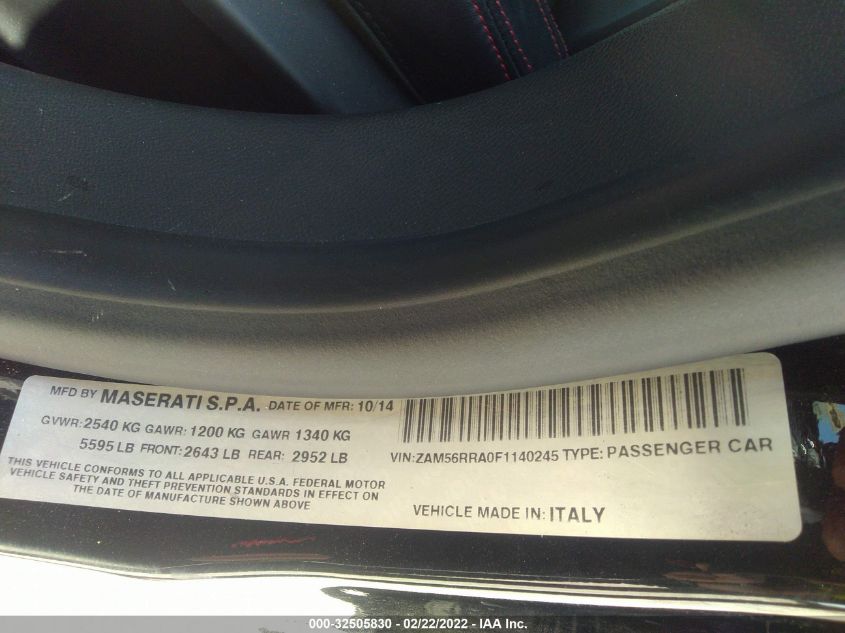 MFD BY MASERATI S.P.A. DATE OF MFR: 10/14
GVWR: 2540 KG GAWR: 1200 KG GAWR 1340 KG
5595 LB FRONT: 2643 LB REAR: 2952 LB
THIS VEHICLE CONFORMS TO ALL APPLICABLE U.S.A. FEDERAL MOTOR
VEHICLE SAFETY AND THEFT PREVENTION STANDARDS IN EFFECT ON
THE DATE OF MANUFACTURE SHOWN ABOVE
VIN:ZAM56RRA0F1140245 TYPE: PASSENGER CAR
VEHICLE MADE IN: ITALY
000-32505830 - 02/22/2022 - IAA Inc.